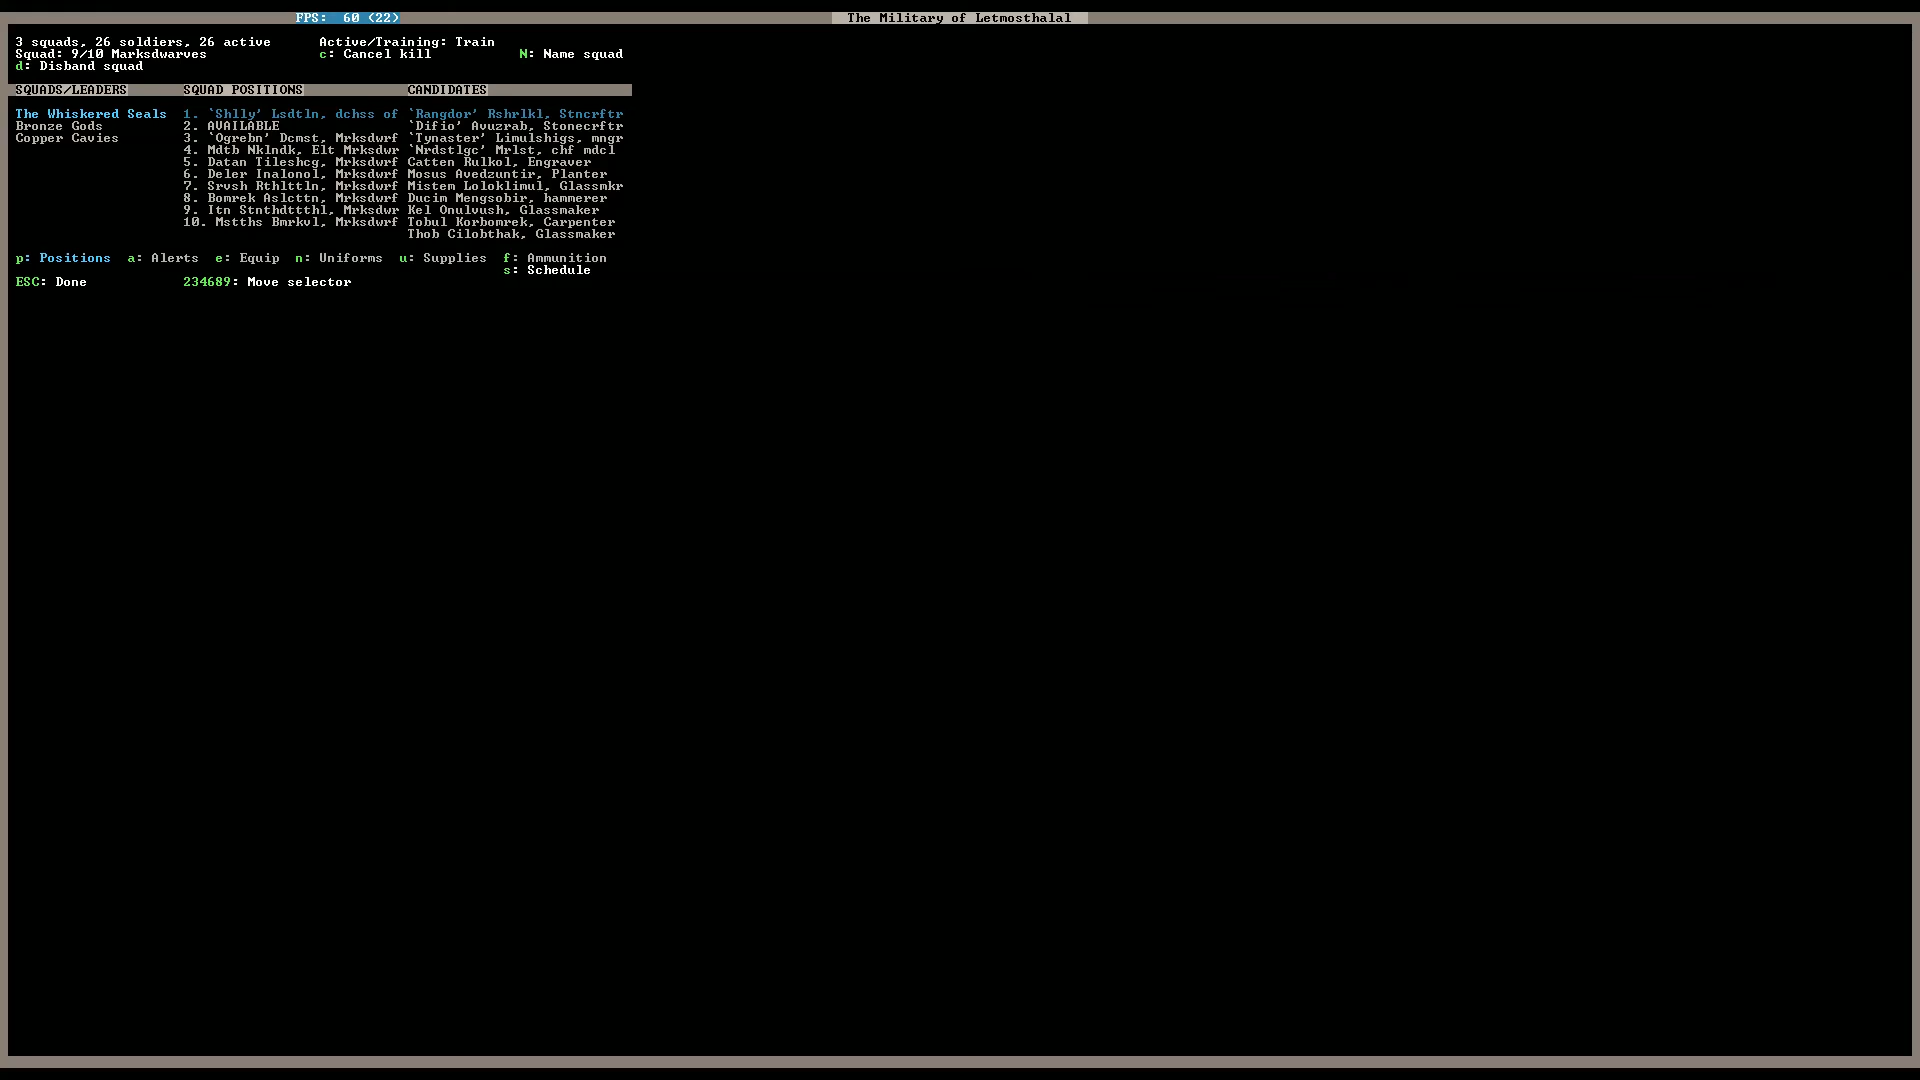 FPS: 60 (22) The Military of Letmosthalal
3 squads, 26 soldiers, 26 active Active/Training: Train
Squad: 9/10 Marksdwarves c: Cancel kill N: Name squad
d: Disband squad
SQUADS/LEADERS SQUAD POSITIONS CANDIDATES
The Whiskered Seals 1. `Shlly' Lsdtln, dchss of `Rangdor' Rshrlkl, Stncrftr
Bronze Gods 2. AVAILABLE `Difio' Avuzrab, Stonecrftr
Copper Cavies 3. `Ogrebn' Dcmst, Mrksdwrf `Tynaster' Limulshigs, mngr
4. Mdtb Nklndk, Elt Mrksdwr `Nrdstlgc' Mrlst, chf mdcl
5. Datan Tileshcg, Mrksdwrf Catten Rulkol, Engraver
6. Deler Inalonol, Mrksdwrf Mosus Avedzuntir, Planter
7. Srvsh Rthlttln, Mrksdwrf Mistem Loloklimul, Glassmkr
8. Bomrek Aslcttn, Mrksdwrf Ducim Mengsobir, hammerer
9. Itn Stnthdttthl, Mrksdwr Kel Onulvush, Glassmaker
10. Mstths Bmrkvl, Mrksdwrf Tobul Korbomrek, Carpenter
Thob Cilobthak, Glassmaker
p: Positions a: Alerts e: Equip n: Uniforms u: Supplies f: Ammunition
s: Schedule
ESC: Done 234689: Move selector